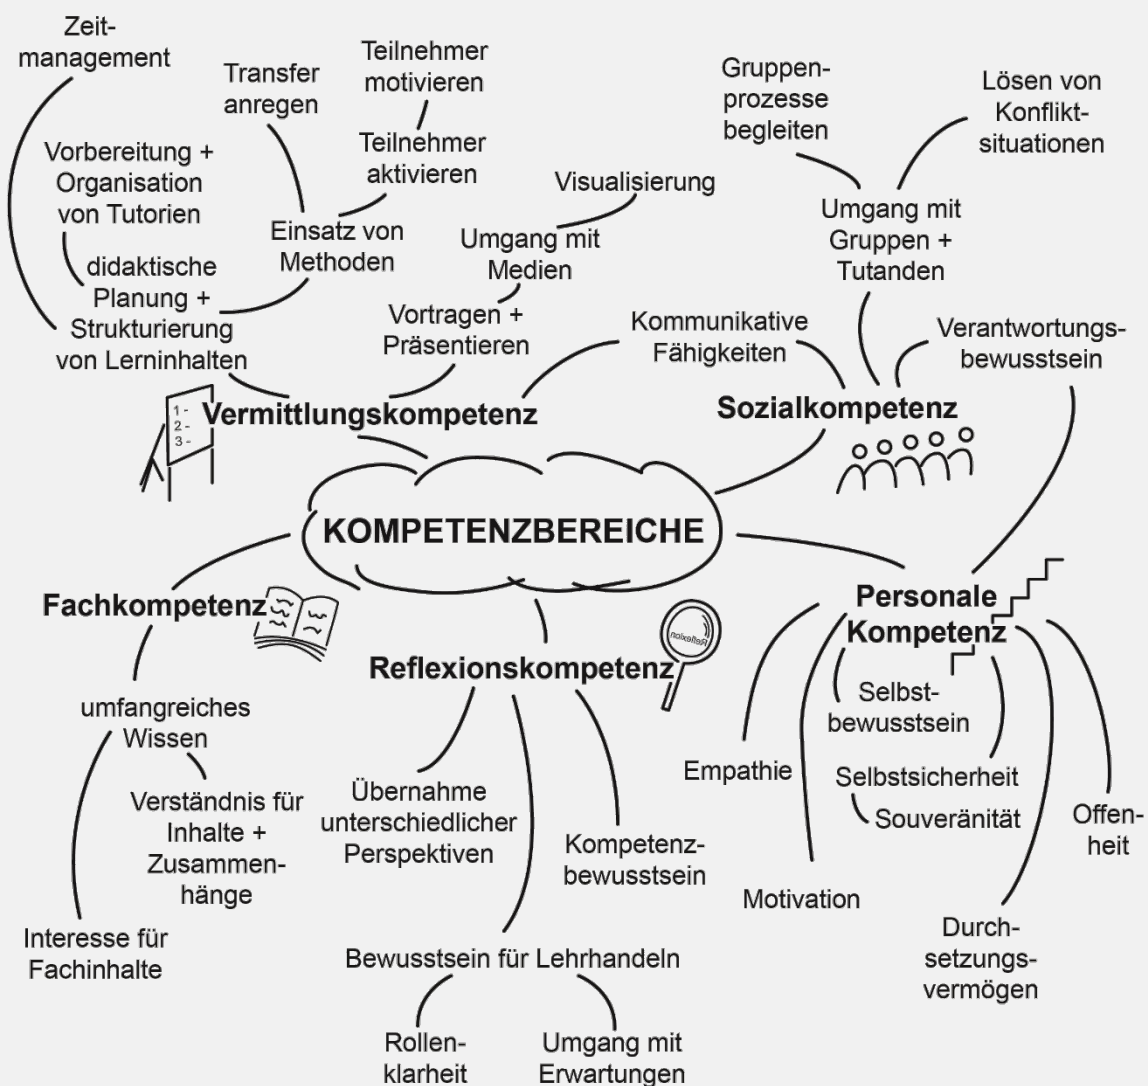 Zeit-
management
Transfer
anregen
Teilnehmer
motivieren
Teilnehmer
aktivieren
Vorbereitung +
Organisation
von Tutorien
Einsatz von
Methoden
didaktische
Planung +
Strukturierung
von Lerninhalten
Visualisierung
Umgang mit
Medien
Vortragen +
Präsentieren
Kommunikative
Fähigkeiten
Gruppen-
prozesse
begleiten
Lösen von
Konflikt-
situationen
Umgang mit
Gruppen +
Tutanden
Verantwortungs-
bewusstsein
1 -
2 -
3 -
Vermittlungskompetenz
Sozialkompetenz
KOMPETENZBEREICHE
Fachkompetenz
umfangreiches
Wissen
Verständnis für
Inhalte +
Zusammen-
hänge
Interesse für
Fachinhalte
Reflexionskompetenz
Reflexion
Übernahme
unterschiedlicher
Perspektiven
Kompetenz-
bewusstsein
Bewusstsein für Lehrhandeln
Rollen-
klarheit
Umgang mit
Erwartungen
Personale
Kompetenz
Selbst-
bewusstsein
Empathie
Selbstsicherheit
Souveränität
Motivation
Offen-
heit
Durch-
setzungs-
vermögen